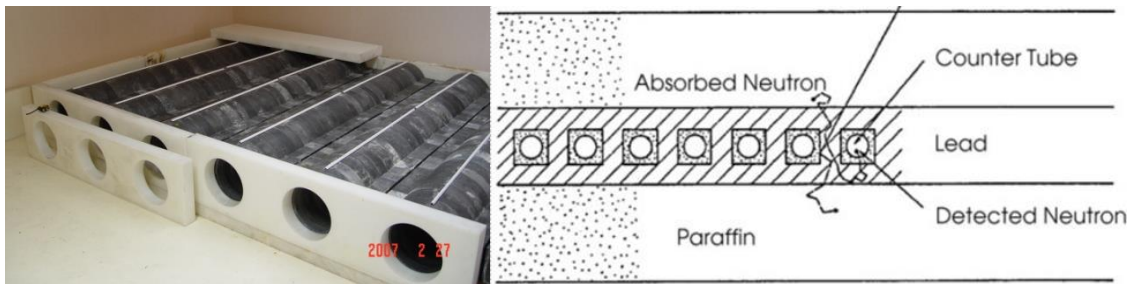 2007 2 27
Absorbed Neutron
Counter Tube
Lead
Detected Neutron
Paraffin